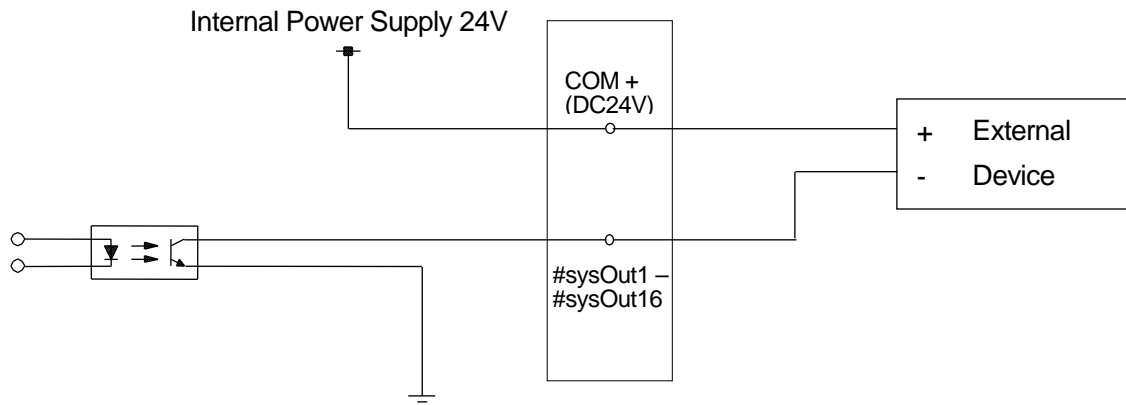 Internal Power Supply 24V
COM +
(DC24V)
+ External
- Device
#sysOut1 –
#sysOut16